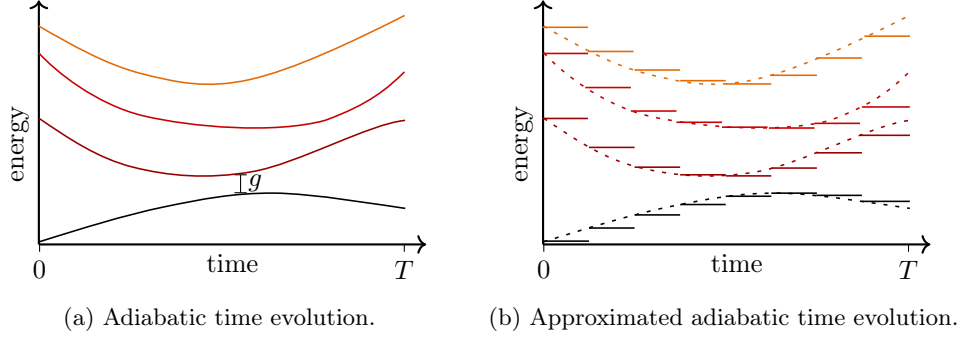 energy
g
0
time
T
(a) Adiabatic time evolution.
energy
0
time
T
(b) Approximated adiabatic time evolution.